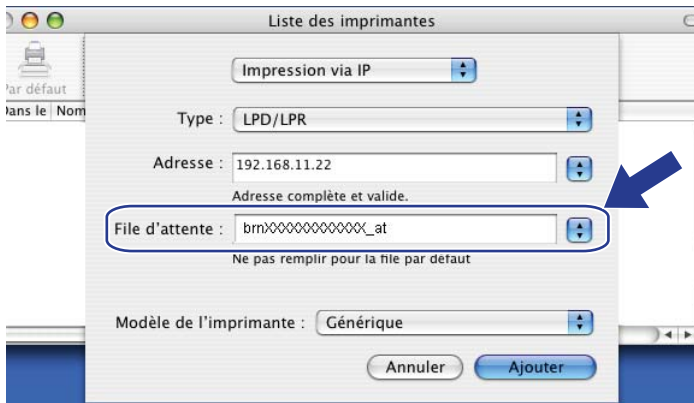 Liste des imprimantes
Impression via IP
Par défaut
Dans le Nom
Type : LPD/LPR
Adresse : 192.168.11.22
Adresse complète et valide.
File d'attente : brnXXXXXXXXXXXX_at
Ne pas remplir pour la file par défaut
Modèle de l'imprimante : Générique
Annuler Ajouter